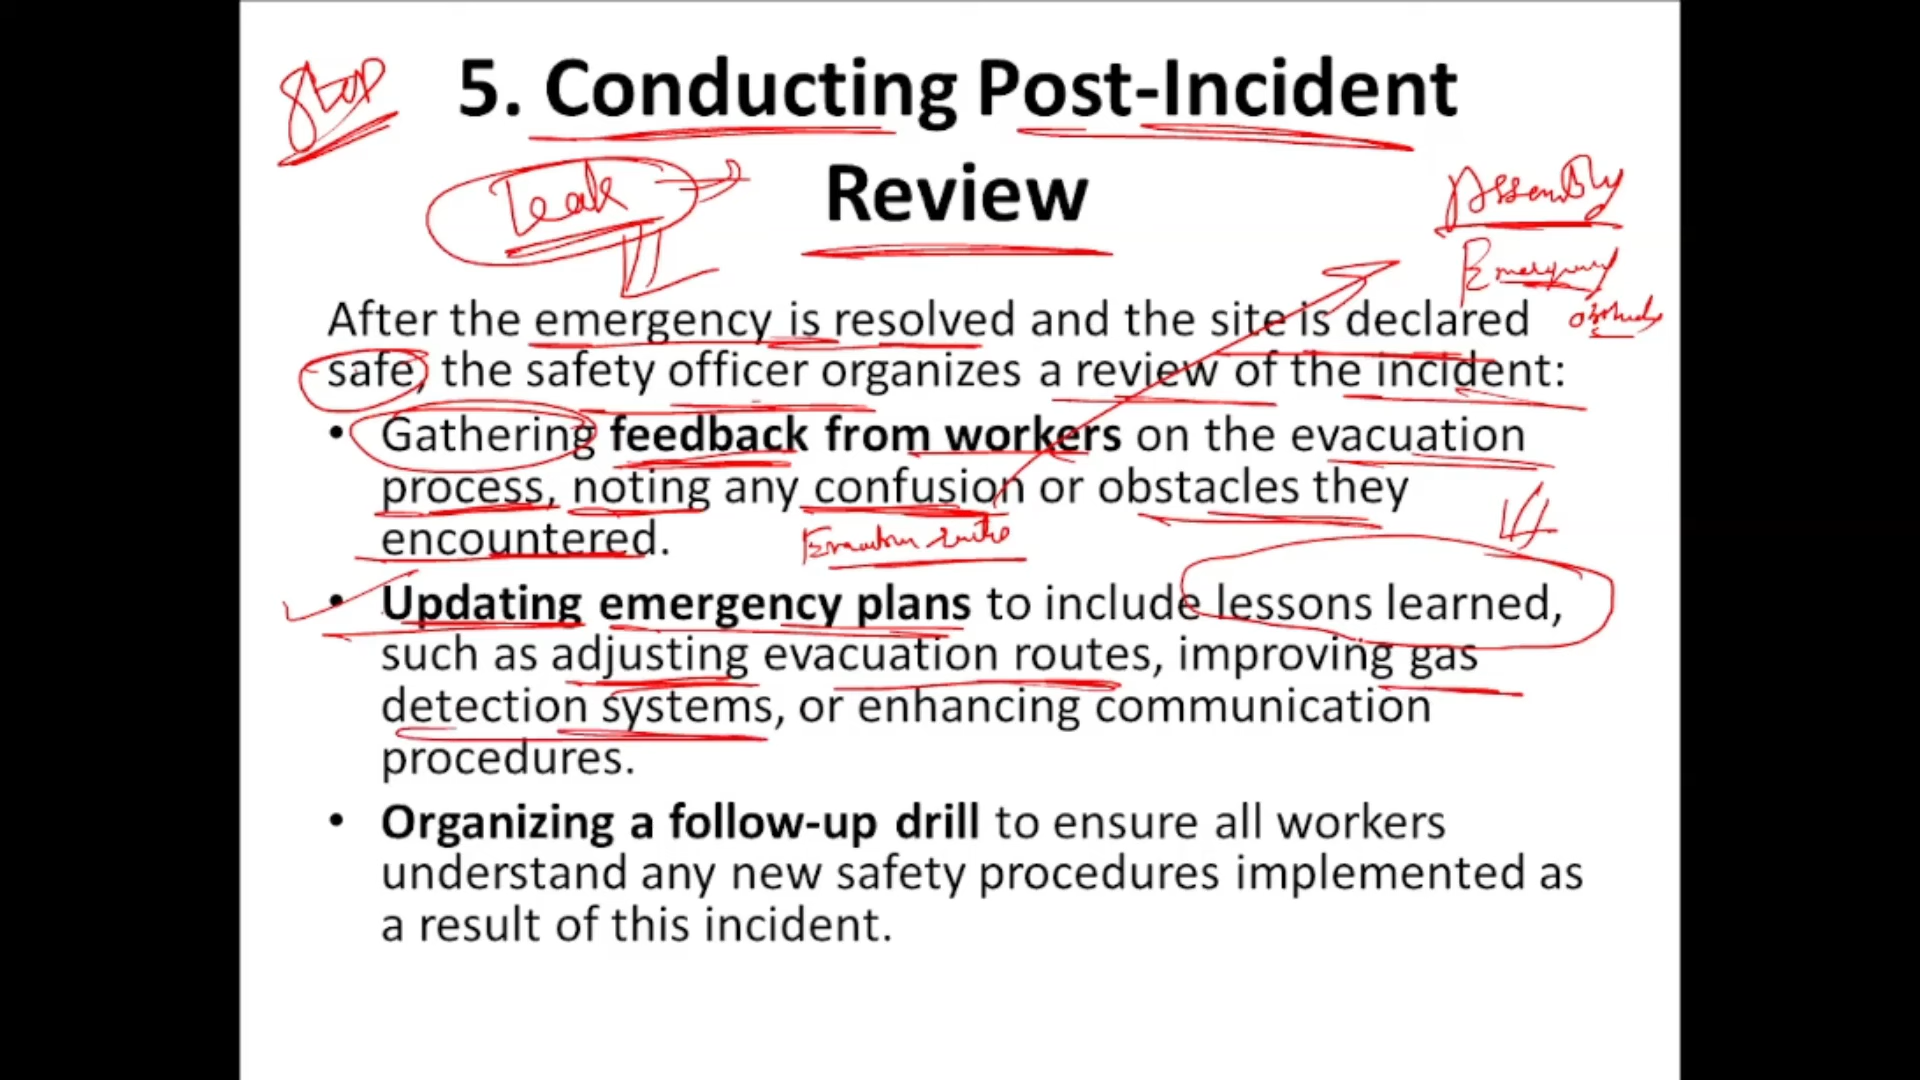 Stop
5. Conducting Post-Incident
Leak
Review
Assembly
Emergency
After the emergency is resolved and the site is declared
safe, the safety officer organizes a review of the incident:
• Gathering feedback from workers on the evacuation
process, noting any confusion or obstacles they
encountered.
• Updating emergency plans to include lessons learned,
such as adjusting evacuation routes, improving gas
detection systems, or enhancing communication
procedures.
• Organizing a follow-up drill to ensure all workers
understand any new safety procedures implemented as
a result of this incident.